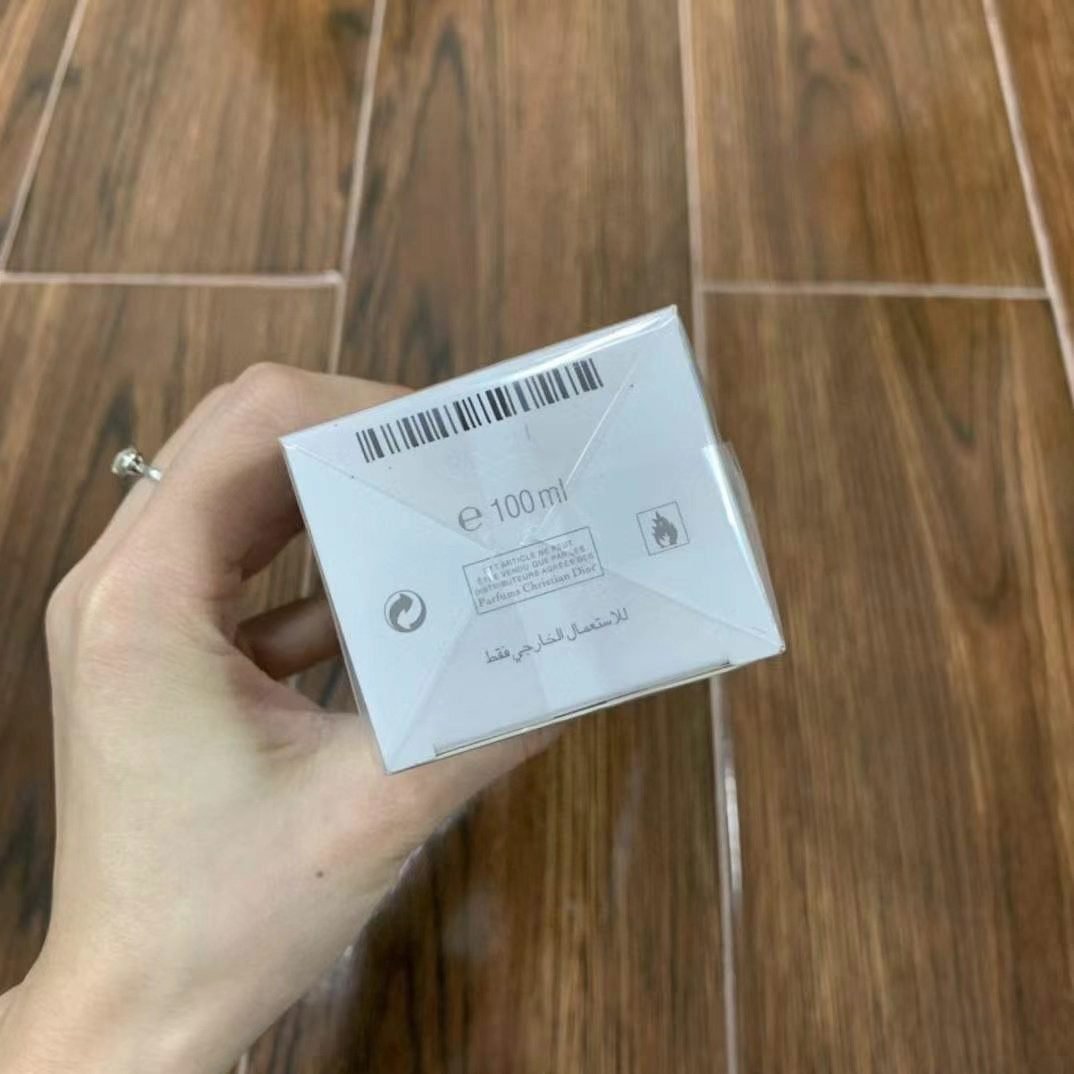 ℮ 100 ml
CET ARTICLE NE PEUT
ÊTRE VENDU QUE PAR LES
DISTRIBUTEURS AGRÉÉS DES
Parfums Christian Dior
للاستعمال الخارجي فقط